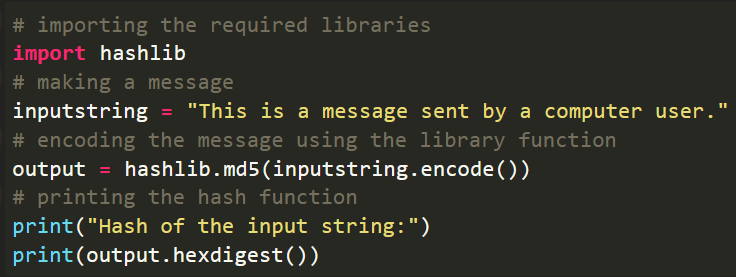 # importing the required libraries
import hashlib
# making a message
inputstring = "This is a message sent by a computer user."
# encoding the message using the library function
output = hashlib.md5(inputstring.encode())
# printing the hash function
print("Hash of the input string:")
print(output.hexdigest())